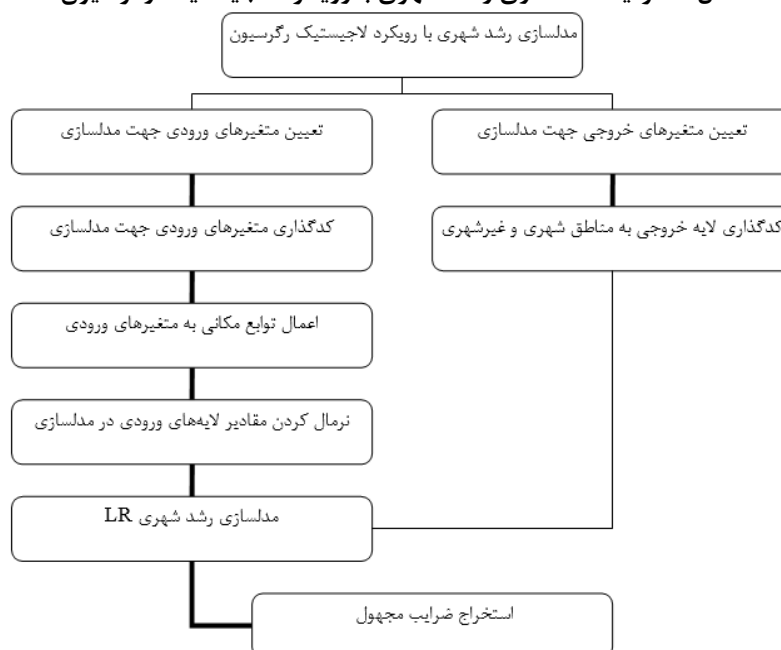 مدلسازی رشد شهری با رویکرد لاجیستیک رگرسیون
تعیین متغیرهای خروجی جهت مدلسازی
تعیین متغیرهای ورودی جهت مدلسازی
کدگذاری لایه خروجی به مناطق شهری و غیرشهری
کدگذاری متغیرهای ورودی جهت مدلسازی
اعمال توابع مکانی به متغیرهای ورودی
نرمال کردن مقادیر لایه‌های ورودی در مدلسازی
مدلسازی رشد شهری LR
استخراج ضرایب مجهول